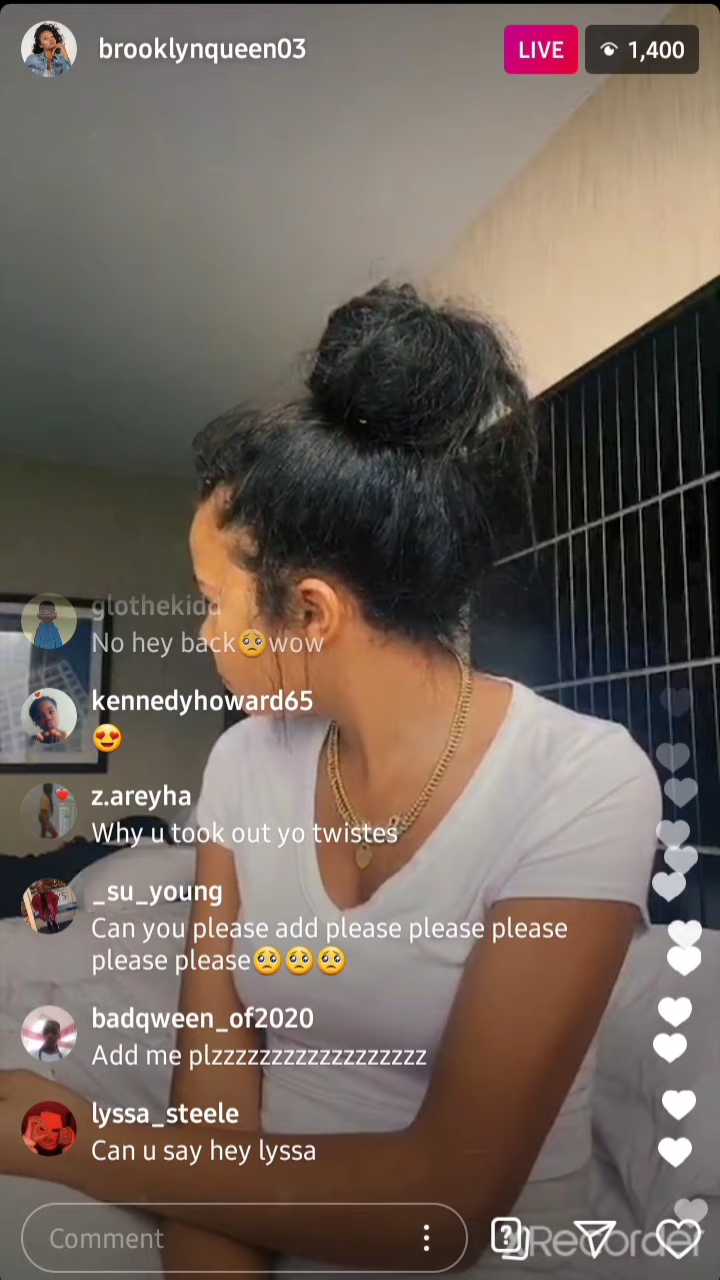 brooklynqueen03
LIVE
1,400
glothekidd
No hey back🥺wow
kennedyhoward65
😍
z.areyha
Why u took out yo twistes
_su_young
Can you please add please please please
please please🥺🥺🥺
badqween_of2020
Add me plzzzzzzzzzzzzzzzzzz
lyssa_steele
Can u say hey lyssa
Comment
Recorder